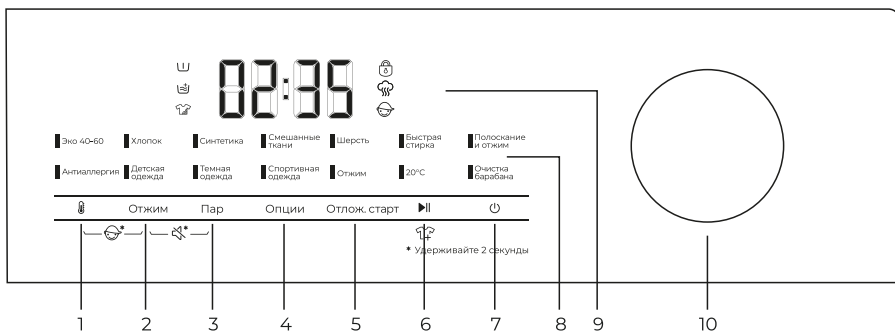 02:35
Эко 40-60 Хлопок Синтетика Смешанные ткани Шерсть Быстрая стирка Полоскание и отжим
Антиаллергия Детская одежда Темная одежда Спортивная одежда Отжим 20°C Очистка барабана
Отжим Пар Опции Отлож. старт
* *
* Удерживайте 2 секунды
1 2 3 4 5 6 7 8 9 10